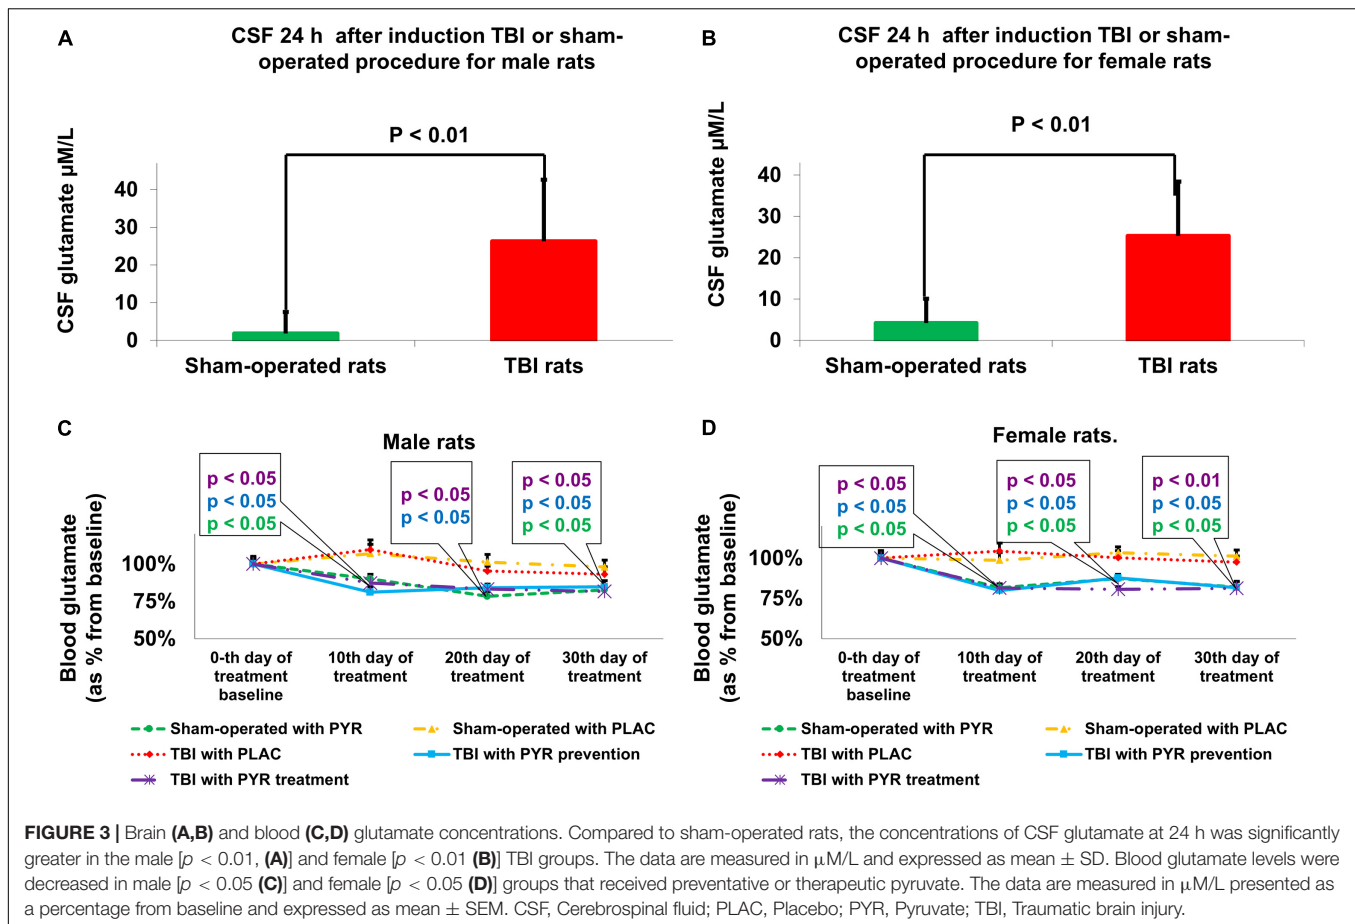 A
CSF 24 h  after induction TBI or sham-
operated procedure for male rats
CSF glutamate µM/L
P < 0.01
40
30
20
10
0
Sham-operated rats
TBI rats
B
CSF 24 h  after induction TBI or sham-
operated procedure for female rats
CSF glutamate µM/L
P < 0.01
40
30
20
10
0
Sham-operated rats
TBI rats
C
Male rats
Blood glutamate
(as % from baseline)
p < 0.05
p < 0.05
p < 0.05
p < 0.05
p < 0.05
p < 0.05
p < 0.05
p < 0.05
100%
75%
50%
0-th day of
treatment
baseline
10th day of
treatment
20th day of
treatment
30th day of
treatment
Sham-operated with PYR
Sham-operated with PLAC
TBI with PLAC
TBI with PYR prevention
TBI with PYR treatment
D
Female rats.
Blood glutamate
(as % from baseline)
p < 0.05
p < 0.05
p < 0.05
p < 0.05
p < 0.05
p < 0.05
p < 0.01
p < 0.05
p < 0.05
100%
75%
50%
0-th day of
treatment
baseline
10th day of
treatment
20th day of
treatment
30th day of
treatment
Sham-operated with PYR
Sham-operated with PLAC
TBI with PLAC
TBI with PYR prevention
TBI with PYR treatment
FIGURE 3 | Brain (A,B) and blood (C,D) glutamate concentrations. Compared to sham-operated rats, the concentrations of CSF glutamate at 24 h was significantly
greater in the male [p < 0.01, (A)] and female [p < 0.01 (B)] TBI groups. The data are measured in µM/L and expressed as mean ± SD. Blood glutamate levels were
decreased in male [p < 0.05 (C)] and female [p < 0.05 (D)] groups that received preventative or therapeutic pyruvate. The data are measured in µM/L presented as
a percentage from baseline and expressed as mean ± SEM. CSF, Cerebrospinal fluid; PLAC, Placebo; PYR, Pyruvate; TBI, Traumatic brain injury.